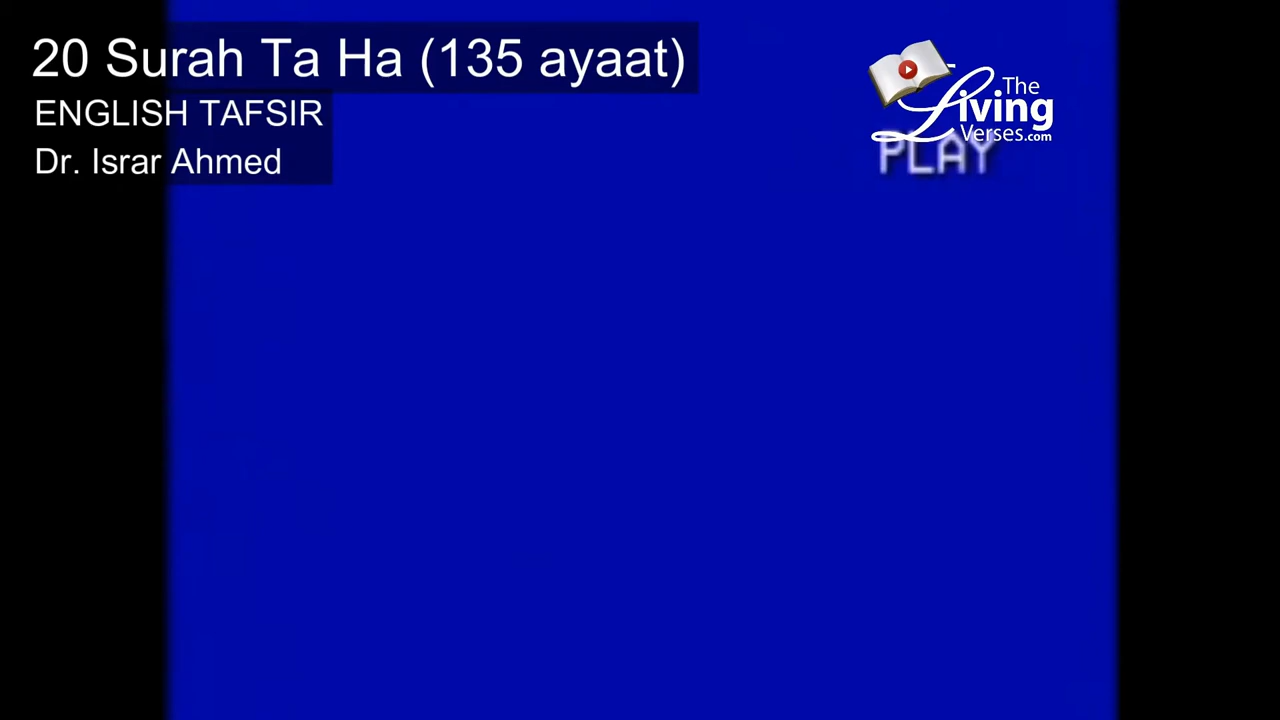 20 Surah Ta Ha (135 ayaat)
ENGLISH TAFSIR
Dr. Israr Ahmed
The
Living
Verses.com
PLAY